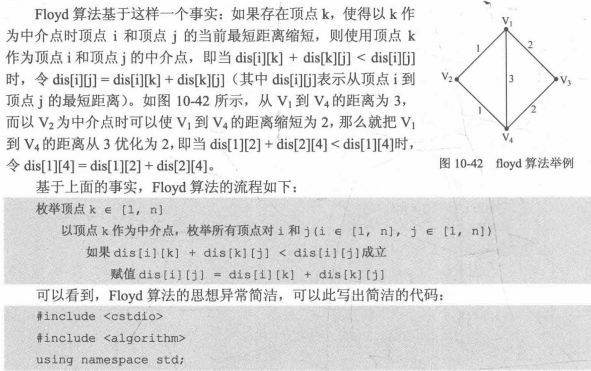 Floyd 算法基于这样一个事实：如果存在顶点 k，使得以 k 作
为中介点时顶点 i 和顶点 j 的当前最短距离缩短，则使用顶点 k
作为顶点 i 和顶点 j 的中介点，即当 dis[i][k] + dis[k][j] < dis[i][j]
时，令 dis[i][j] = dis[i][k] + dis[k][j]（其中 dis[i][j]表示从顶点 i 到
顶点 j 的最短距离）。如图 10-42 所示，从 V1 到 V4 的距离为 3，
而以 V2 为中介点时可以使 V1 到 V4 的距离缩短为 2，那么就把 V1
到 V4 的距离从 3 优化为 2，即当 dis[1][2] + dis[2][4] < dis[1][4]时，
令 dis[1][4] = dis[1][2] + dis[2][4]。
V1
1
2
V2
3
V3
1
2
V4
图 10-42 floyd 算法举例
基于上面的事实，Floyd 算法的流程如下：
枚举顶点 k ∈ [1, n]
以顶点 k 作为中介点，枚举所有顶点对 i 和 j(i ∈ [1, n], j ∈ [1, n])
如果 dis[i][k] + dis[k][j] < dis[i][j]成立
赋值 dis[i][j] = dis[i][k] + dis[k][j]
可以看到，Floyd 算法的思想异常简洁，可以此写出简洁的代码：
#include <cstdio>
#include <algorithm>
using namespace std;